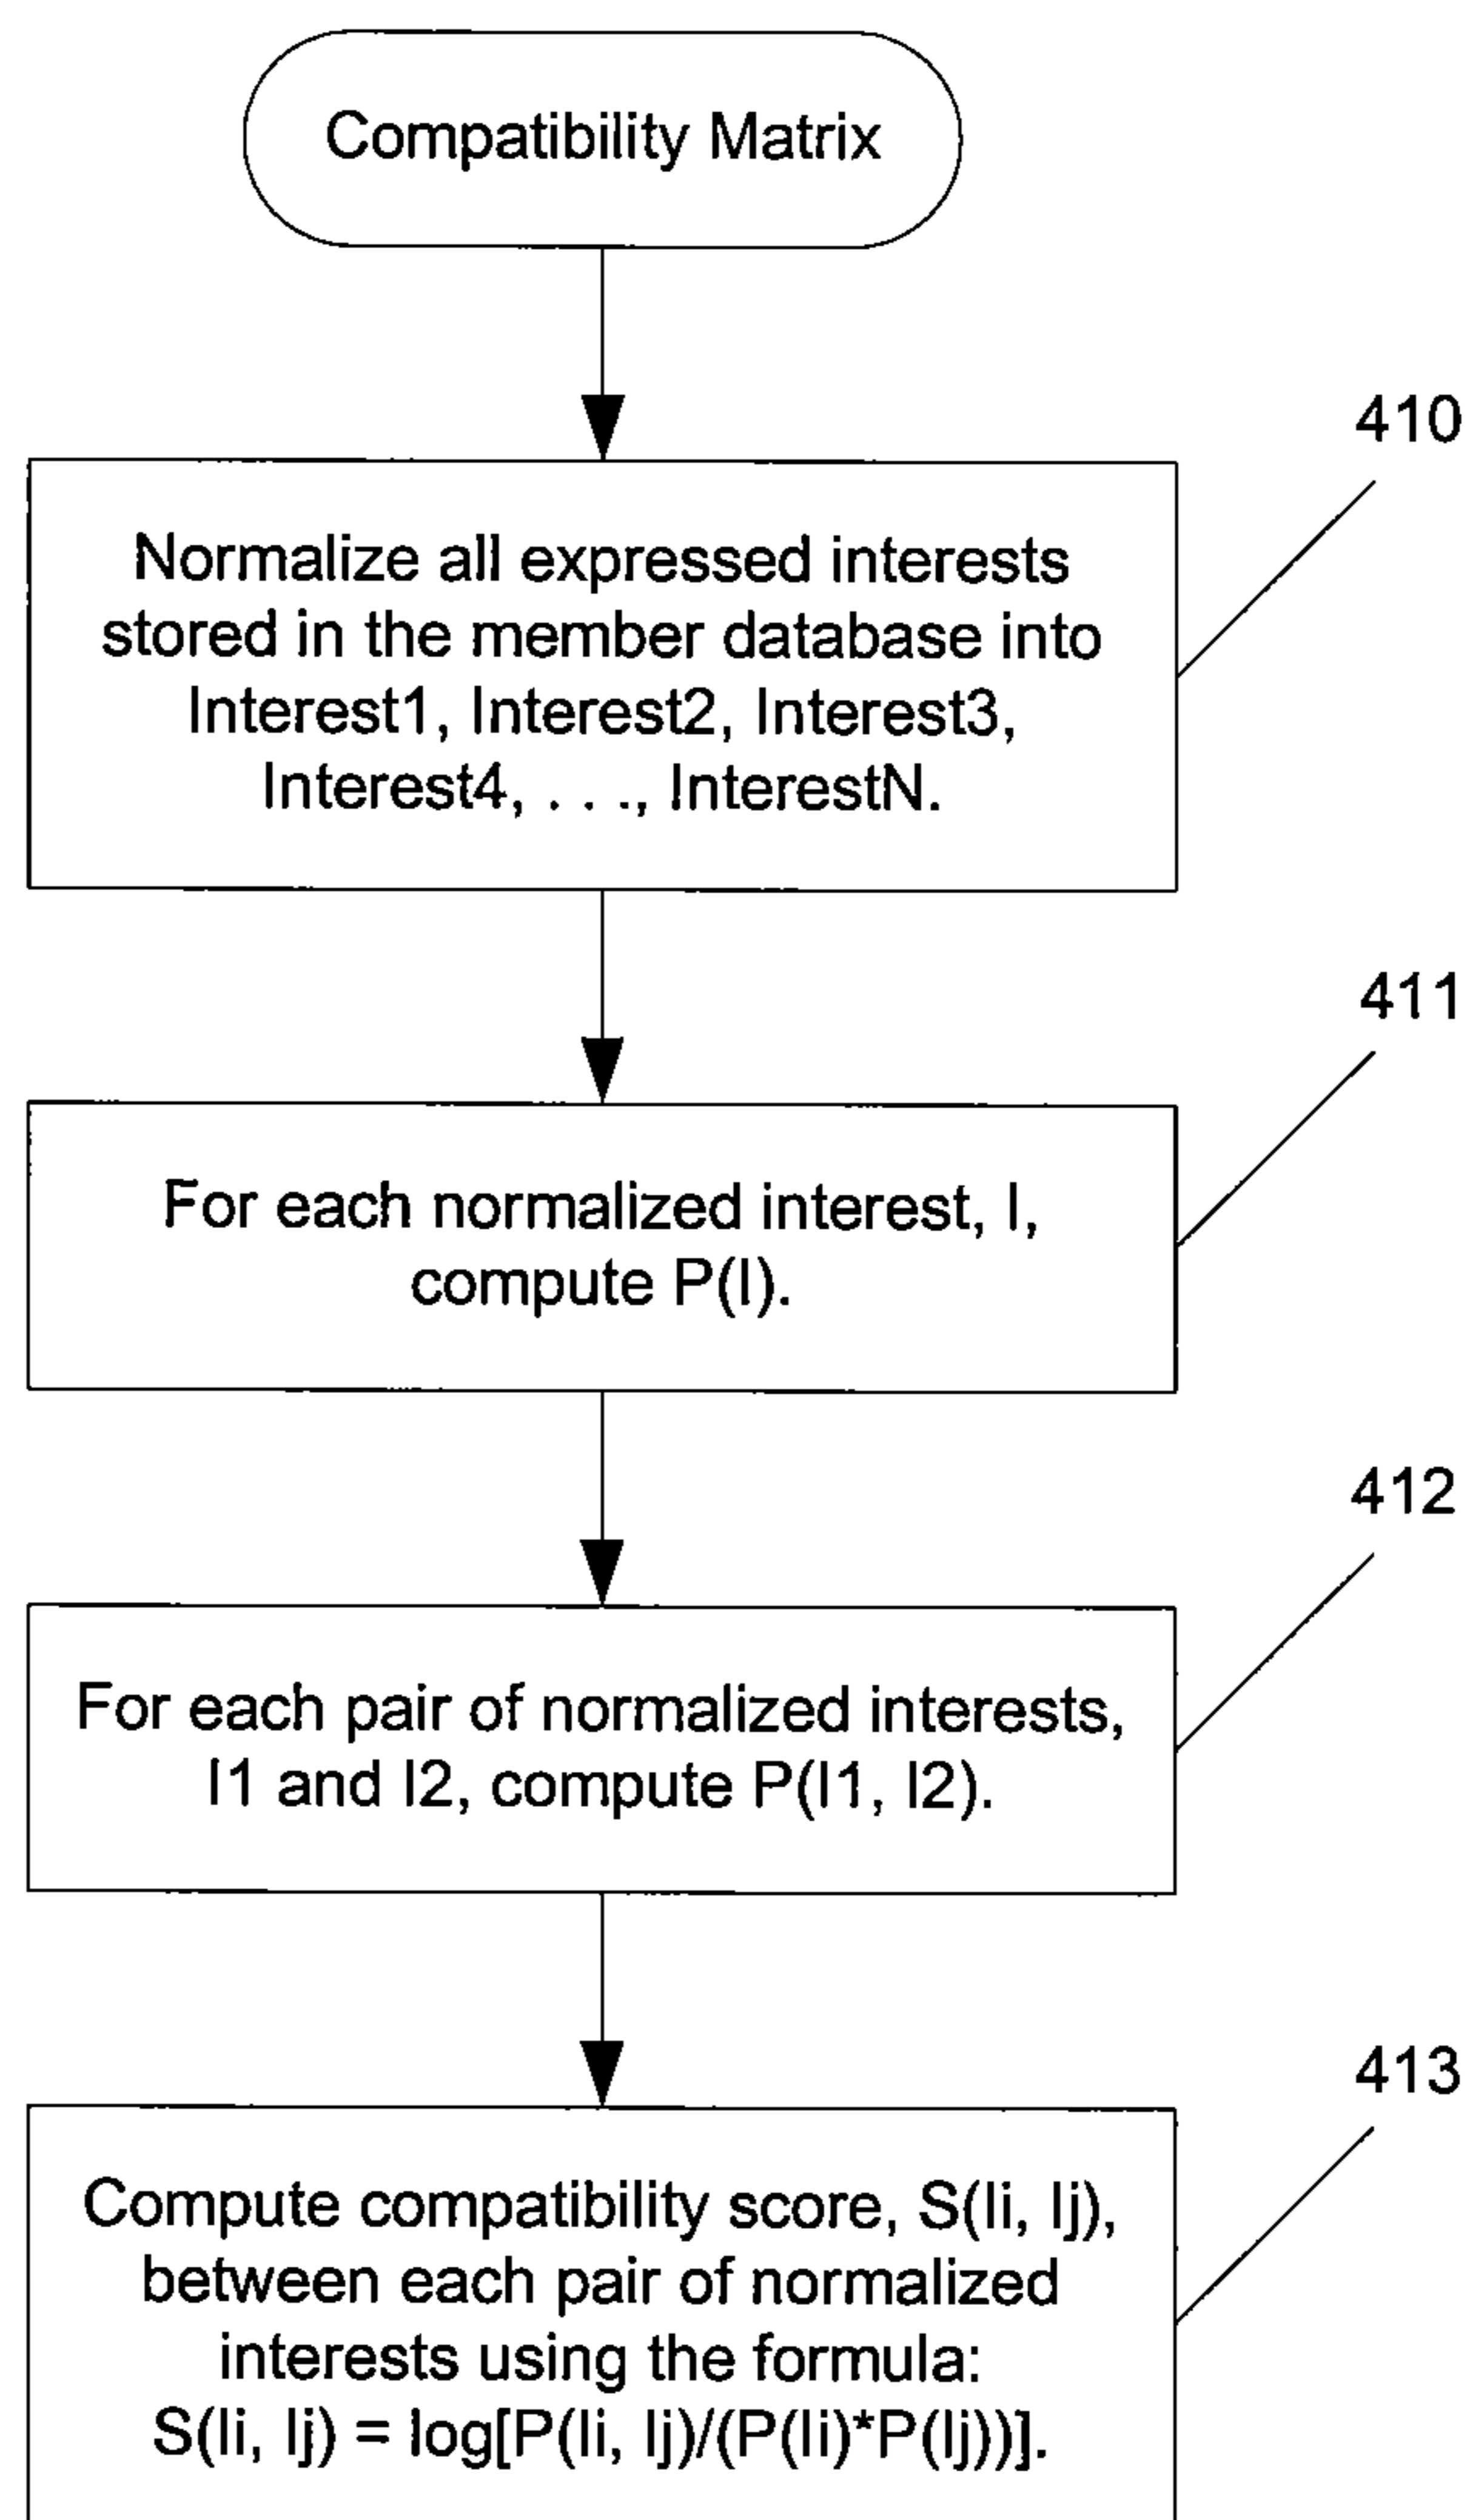 Compatibility Matrix
410
Normalize all expressed interests
stored in the member database into
Interest1, Interest2, Interest3,
Interest4, . . ., InterestN.
411
For each normalized interest, I,
compute P(I).
412
For each pair of normalized interests,
I1 and I2, compute P(I1, I2).
413
Compute compatibility score, S(Ii, Ij),
between each pair of normalized
interests using the formula:
S(Ii, Ij) = log[P(Ii, Ij)/(P(Ii)*P(Ij))].